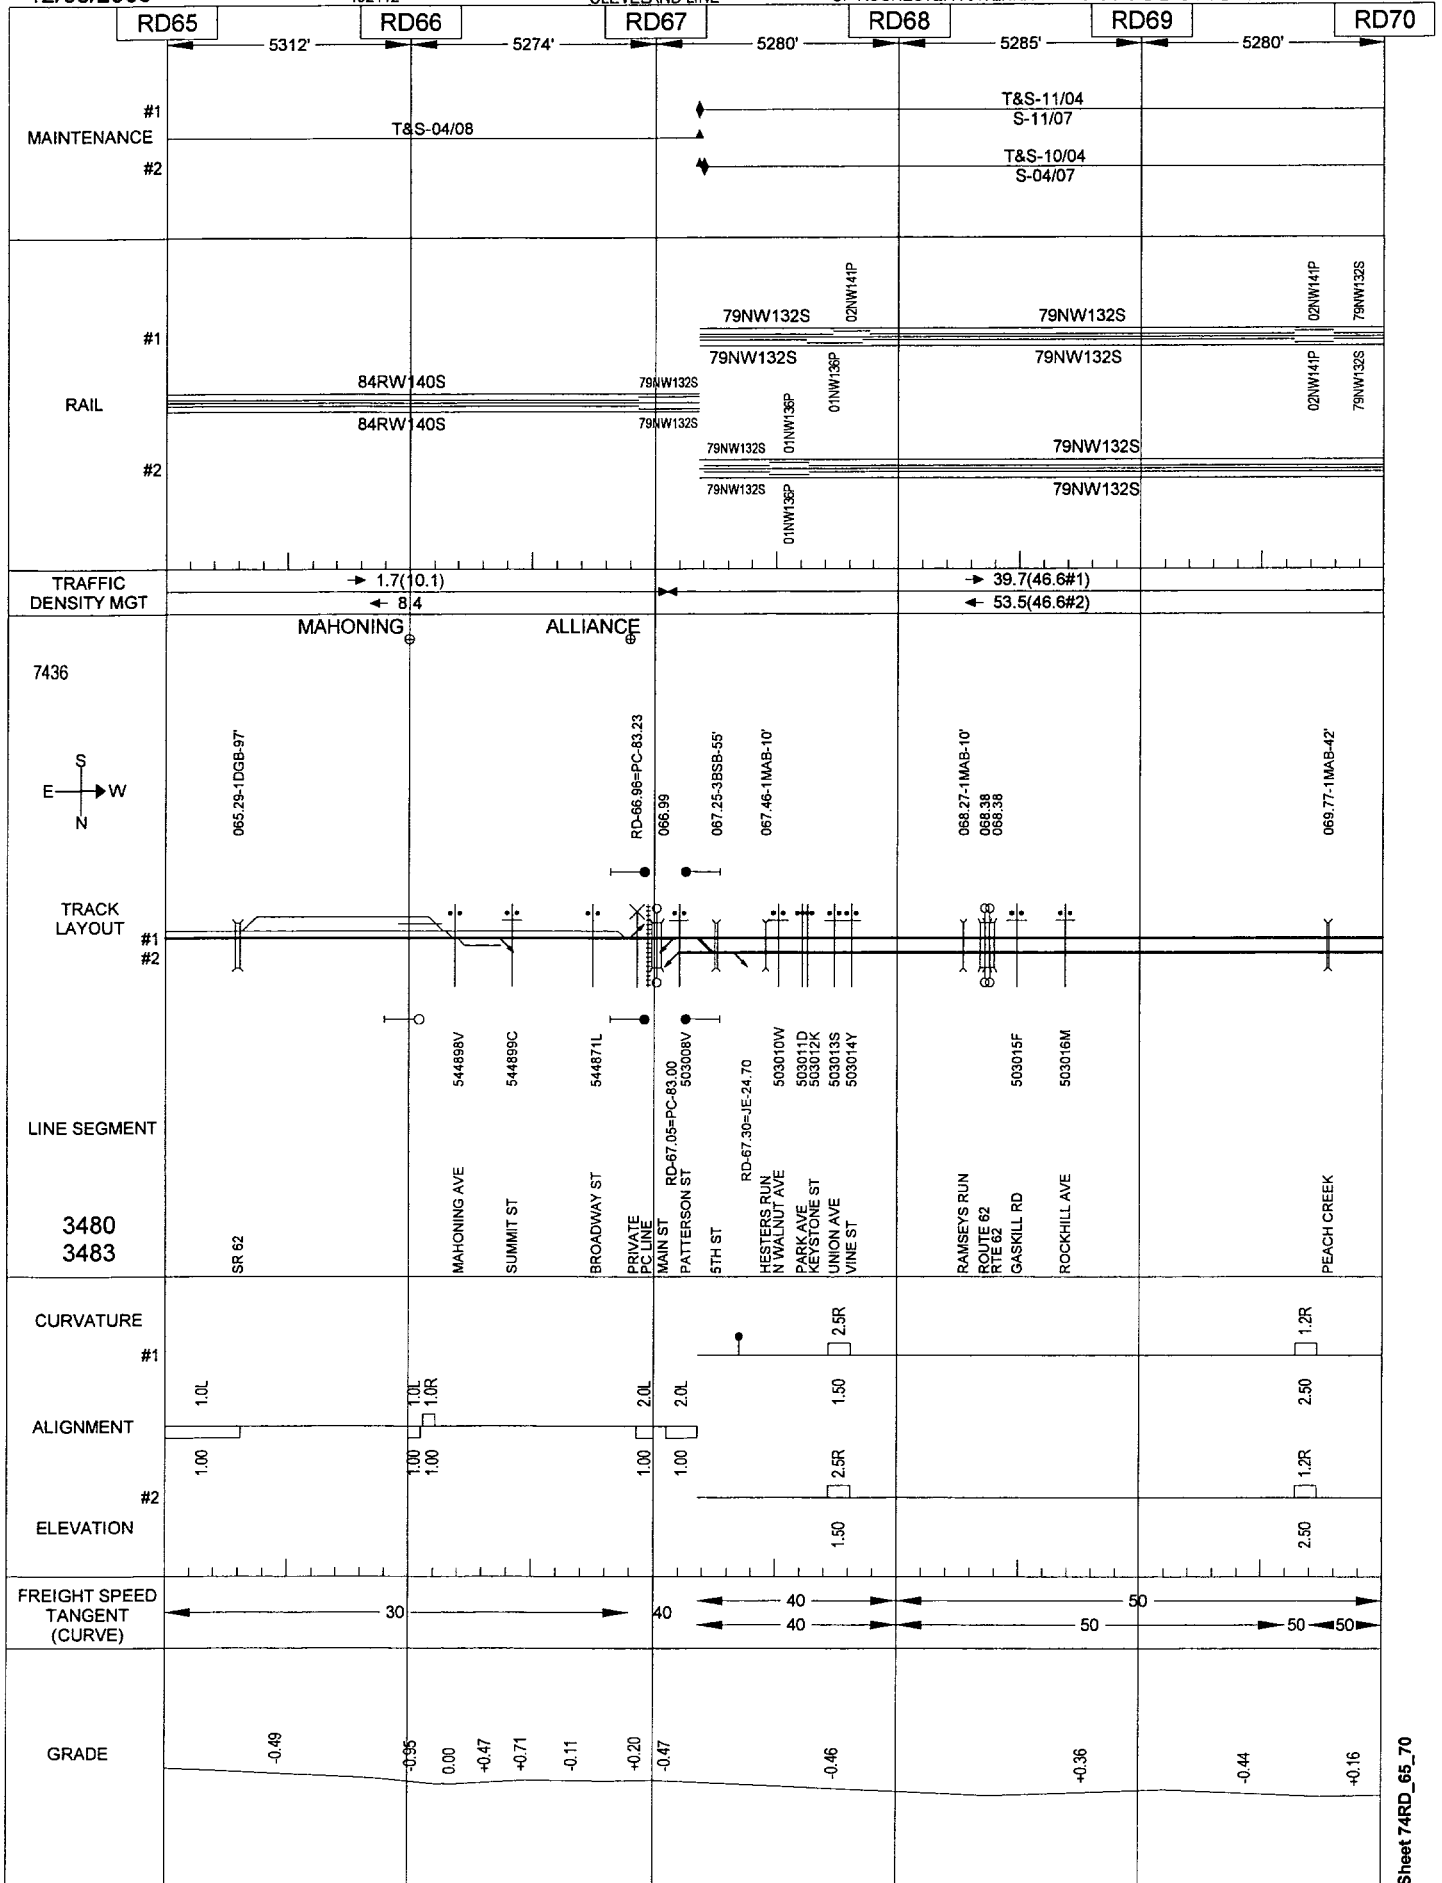 RD65 RD66 RD67 RD68 RD69 RD70
5312' 5274' 5280' 5285' 5280'
#1
MAINTENANCE
#2
T&S-04/08
T&S-11/04
S-11/07
T&S-10/04
S-04/07
RAIL
#1
#2
84RW140S
84RW140S
79NW132S
79NW132S
79NW132S
79NW132S
01NW136P
02NW141P
79NW132S
79NW132S
02NW141P
02NW141P
79NW132S
79NW132S
79NW132S
79NW132S
01NW136P
01NW136P
79NW132S
79NW132S
TRAFFIC
DENSITY MGT
1.7(10.1)
8.4
39.7(46.6#1)
53.5(46.6#2)
MAHONING ALLIANCE
7436
S
E W
N
065.29-1DGB-97'
RD-66.96=PC-83.23
066.99
067.25-3BSB-55'
067.46-1MAB-10'
068.27-1MAB-10'
068.38
068.38
069.77-1MAB-42'
TRACK
LAYOUT
#1
#2
544898V
544899C
544871L
RD-67.05=PC-83.00
503008V
RD-67.30=JE-24.70
503010W
503011D
503012K
503013S
503014Y
503015F
503016M
LINE SEGMENT
3480
3483
SR 62
MAHONING AVE
SUMMIT ST
BROADWAY ST
PRIVATE
PC LINE
MAIN ST
PATTERSON ST
5TH ST
HESTERS RUN
N WALNUT AVE
PARK AVE
KEYSTONE ST
UNION AVE
VINE ST
RAMSEYS RUN
ROUTE 62
RTE 62
GASKILL RD
ROCKHILL AVE
PEACH CREEK
CURVATURE
#1
2.5R 1.2R
1.50 2.50
ALIGNMENT
1.0L 1.0L 1.0R 2.0L 2.0L
1.00 1.00 1.00 1.00 1.00
#2
2.5R 1.2R
ELEVATION
1.50 2.50
FREIGHT SPEED
TANGENT
(CURVE)
30 40 40 50
40 50 50 50
GRADE
-0.49 -0.95 0.00 +0.47 +0.71 -0.11 +0.20 -0.47 -0.46 +0.36 -0.44 +0.16
Sheet 74RD_65_70